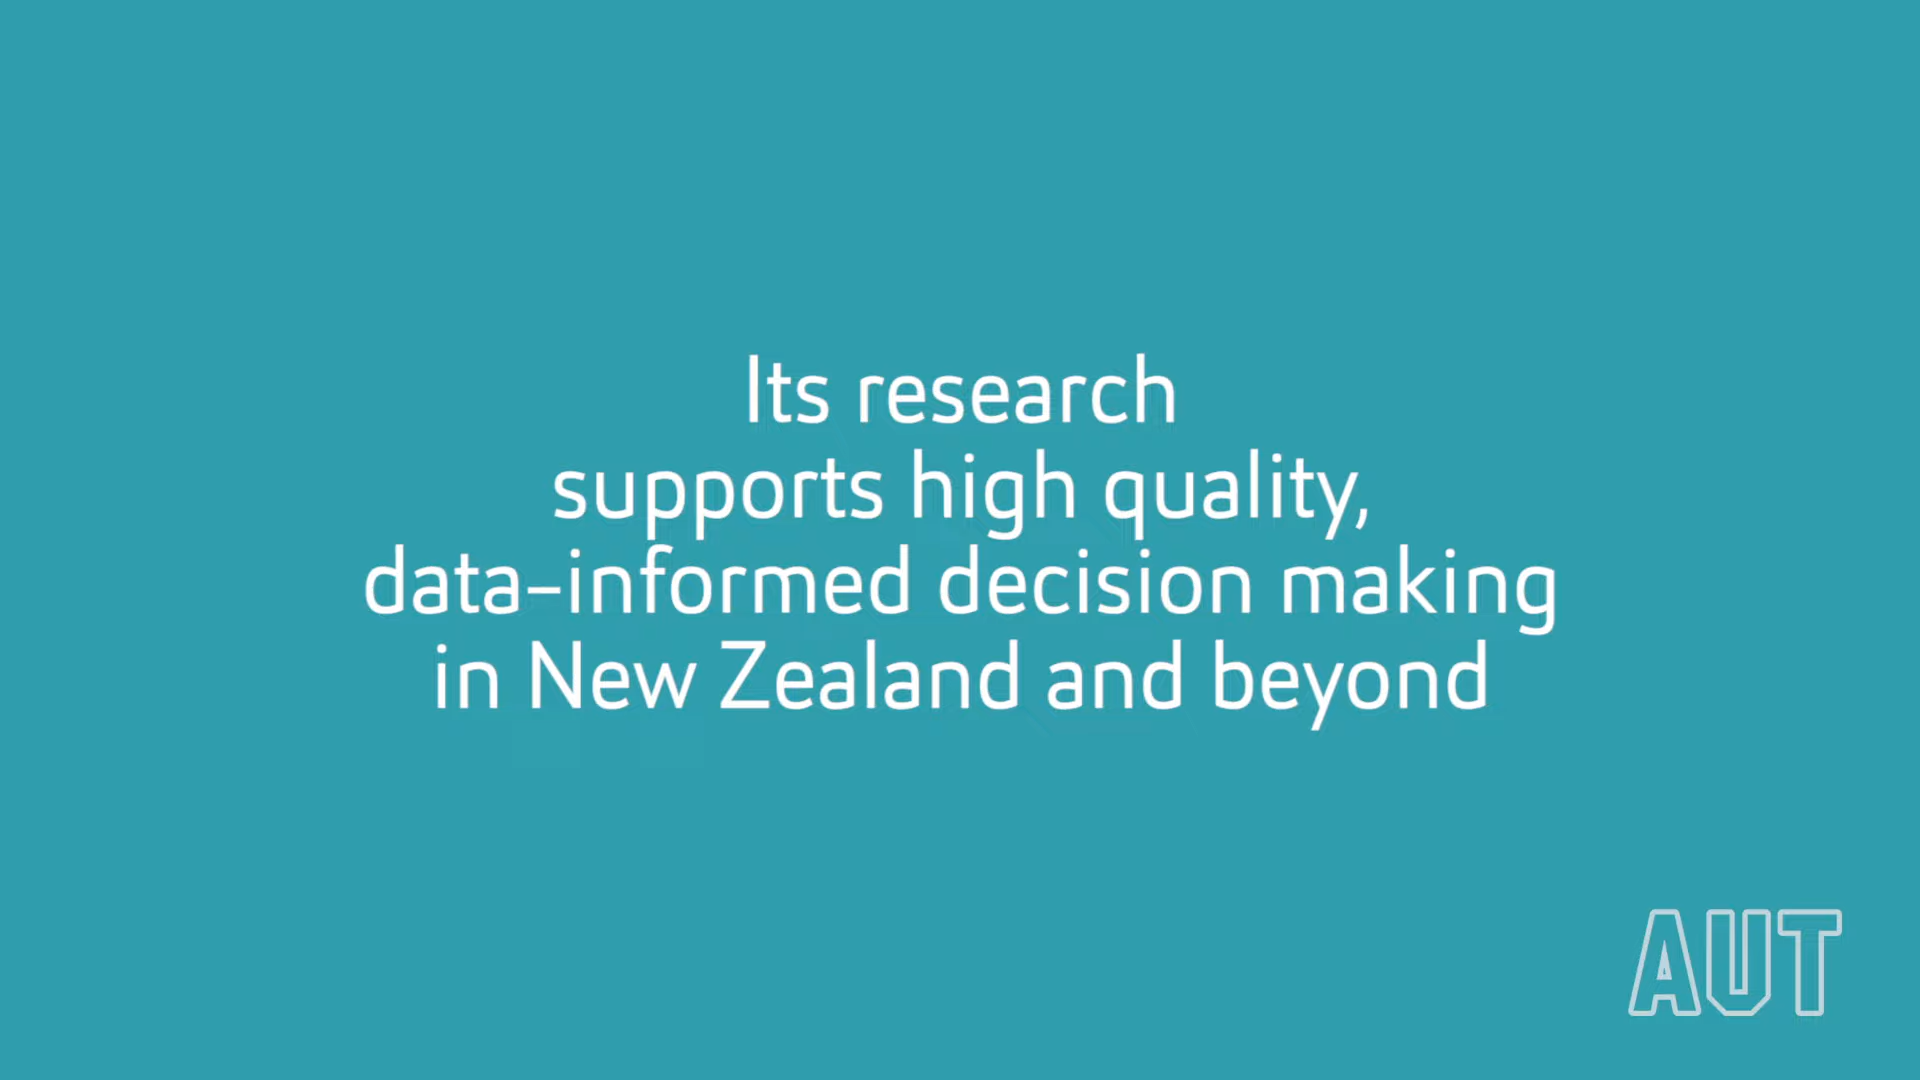 Its research
supports high quality,
data-informed decision making
in New Zealand and beyond
AUT